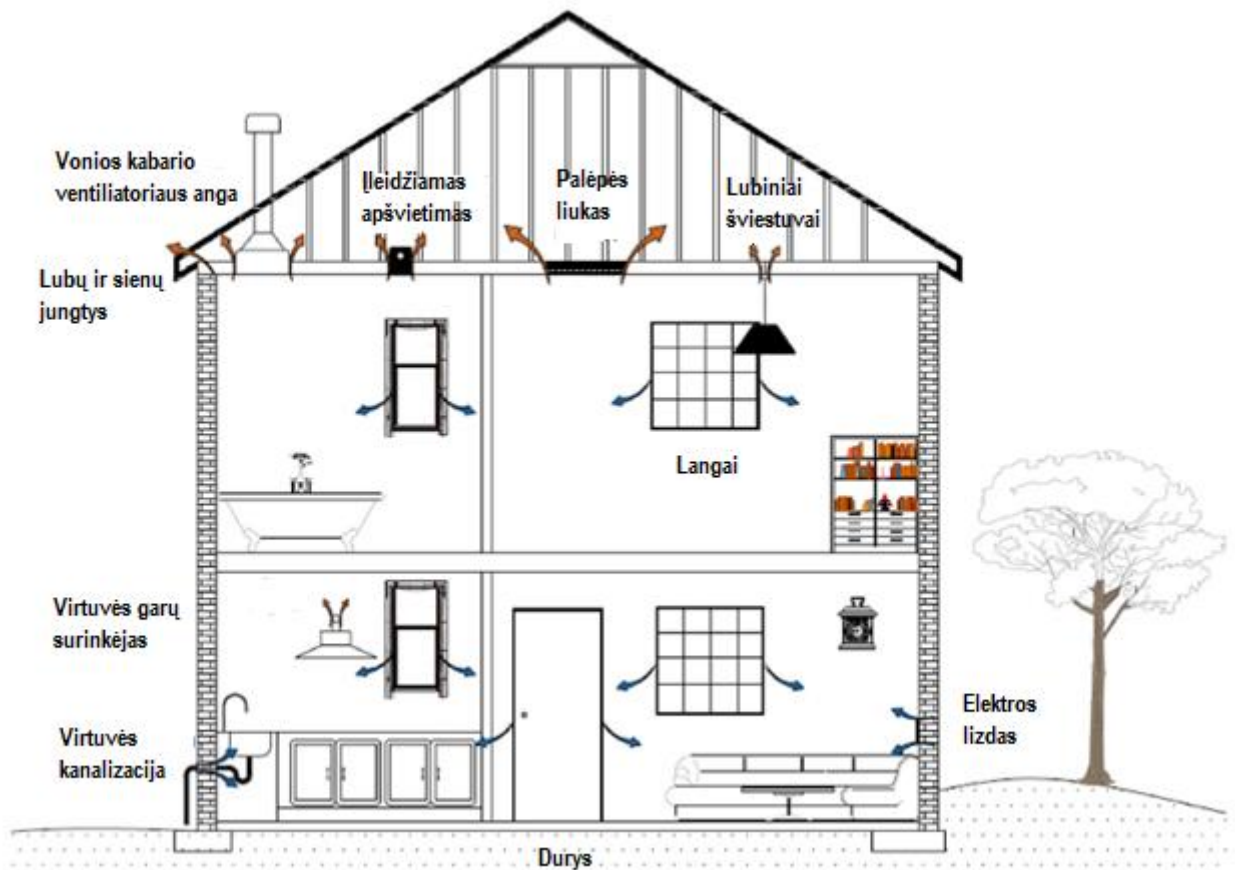 Vonios kabario
ventiliatoriaus anga
Įleidžiamas
apšvietimas
Palėpės
liukas
Lubiniai
šviestuvai
Lubų ir sienų
jungtys
Langai
Virtuvės garų
surinkėjas
Virtuvės
kanalizacija
Elektros
lizdas
Durys